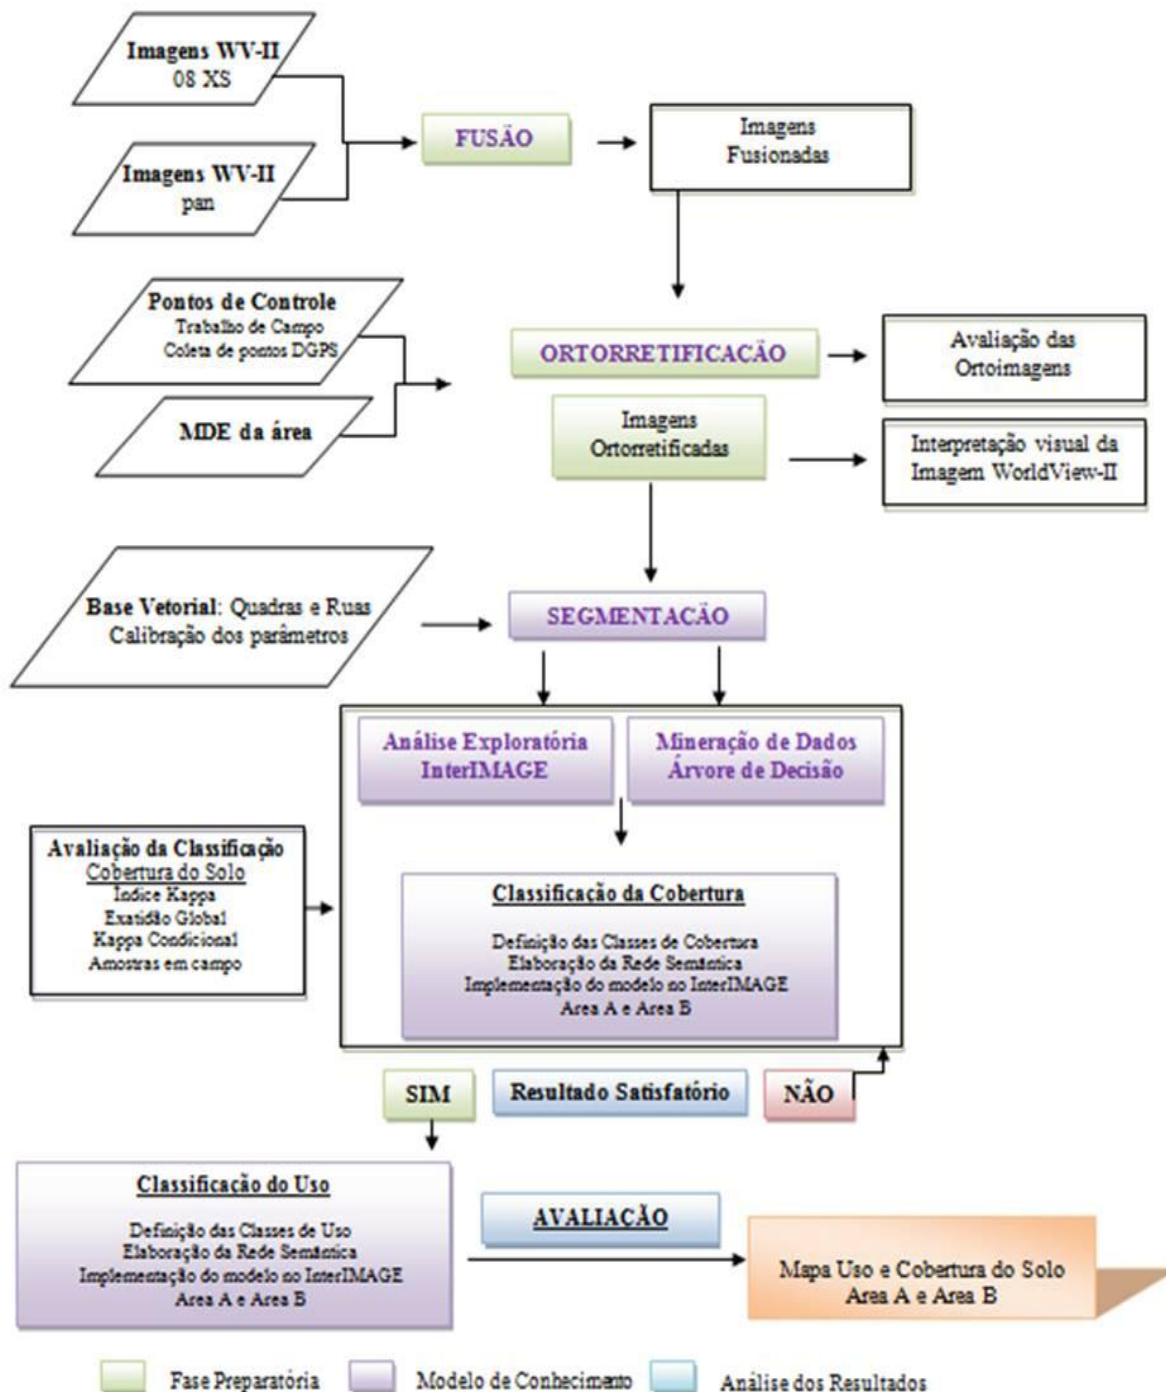 Imagens WV-II
08 XS
FUSÃO
Imagens
Fusionadas
Imagens WV-II
pan
Pontos de Controle
Trabalho de Campo
Coleta de pontos DGPS
ORTORRETIFICAÇÃO
Avaliação das
Ortoimagens
MDE da área
Imagens
Ortorretificadas
Interpretação visual da
Imagem WorldView-II
Base Vetorial: Quadras e Ruas
Calibração dos parâmetros
SEGMENTAÇÃO
Análise Exploratória
InterIMAGE
Mineração de Dados
Árvore de Decisão
Avaliação da Classificação
Cobertura do Solo
Índice Kappa
Exatidão Global
Kappa Condicional
Amostras em campo
Classificação da Cobertura
Definição das Classes de Cobertura
Elaboração da Rede Semântica
Implementação do modelo no InterIMAGE
Area A e Area B
SIM
Resultado Satisfatório
NÃO
Classificação do Uso
Definição das Classes de Uso
Elaboração da Rede Semântica
Implementação do modelo no InterIMAGE
Area A e Area B
AVALIAÇÃO
Mapa Uso e Cobertura do Solo
Area A e Area B
Fase Preparatória
Modelo de Conhecimento
Análise dos Resultados